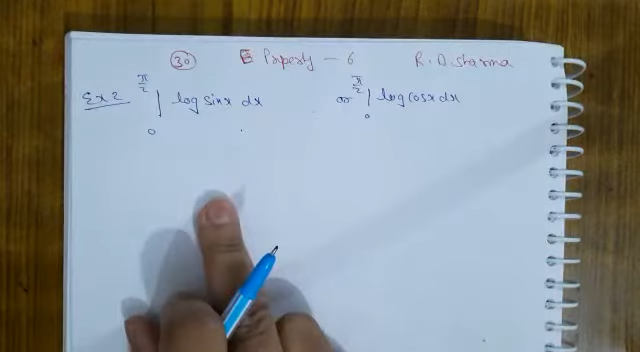 30 Property - 6 R.D. Sharma
Ex 2 π/2 ∫ 0 log sinx dx or π/2 ∫ 0 log cosx dx